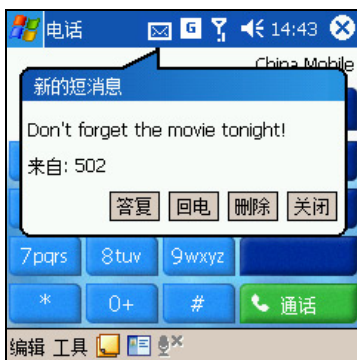 电话 G 14:43
China Mobile
新的短消息
Don't forget the movie tonight!
来自: 502
答复 回电 删除 关闭
7pqrs 8tuv 9wxyz
* 0+ # 通话
编辑 工具